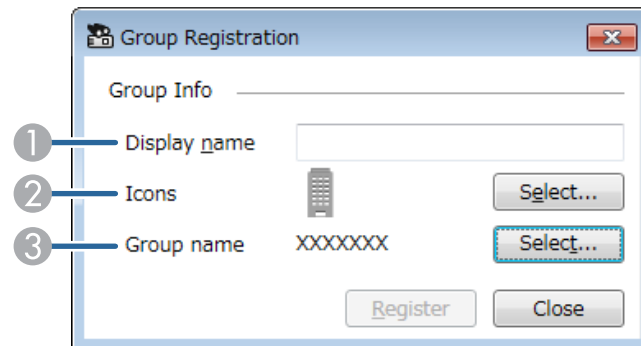 Group Registration
Group Info
1 Display name
2 Icons Select...
3 Group name XXXXXXX Select...
Register Close